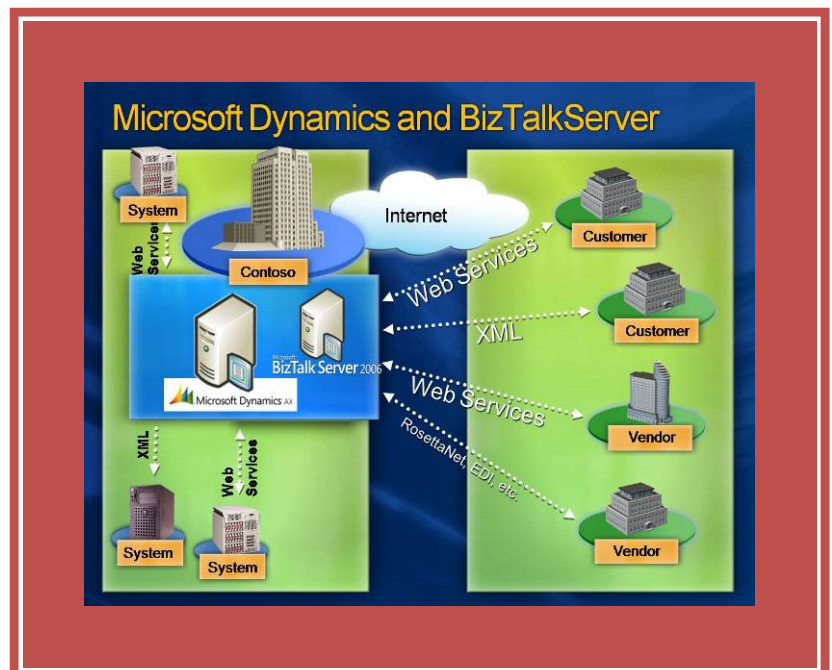 Microsoft Dynamics and BizTalkServer
System
Internet
Customer
Web
Services
Contoso
Web Services
Customer
XML
Microsoft
BizTalk Server 2006
Microsoft Dynamics AX
Web Services
Vendor
RosettaNet, EDI, etc.
XML
Web
Services
Vendor
System
System